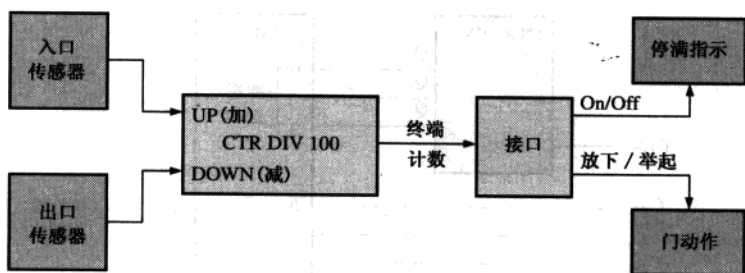 入口
传感器
UP(加)
CTR DIV 100
DOWN(减)
出口
传感器
终端
计数
接口
On/Off
停满指示
放下/举起
门动作